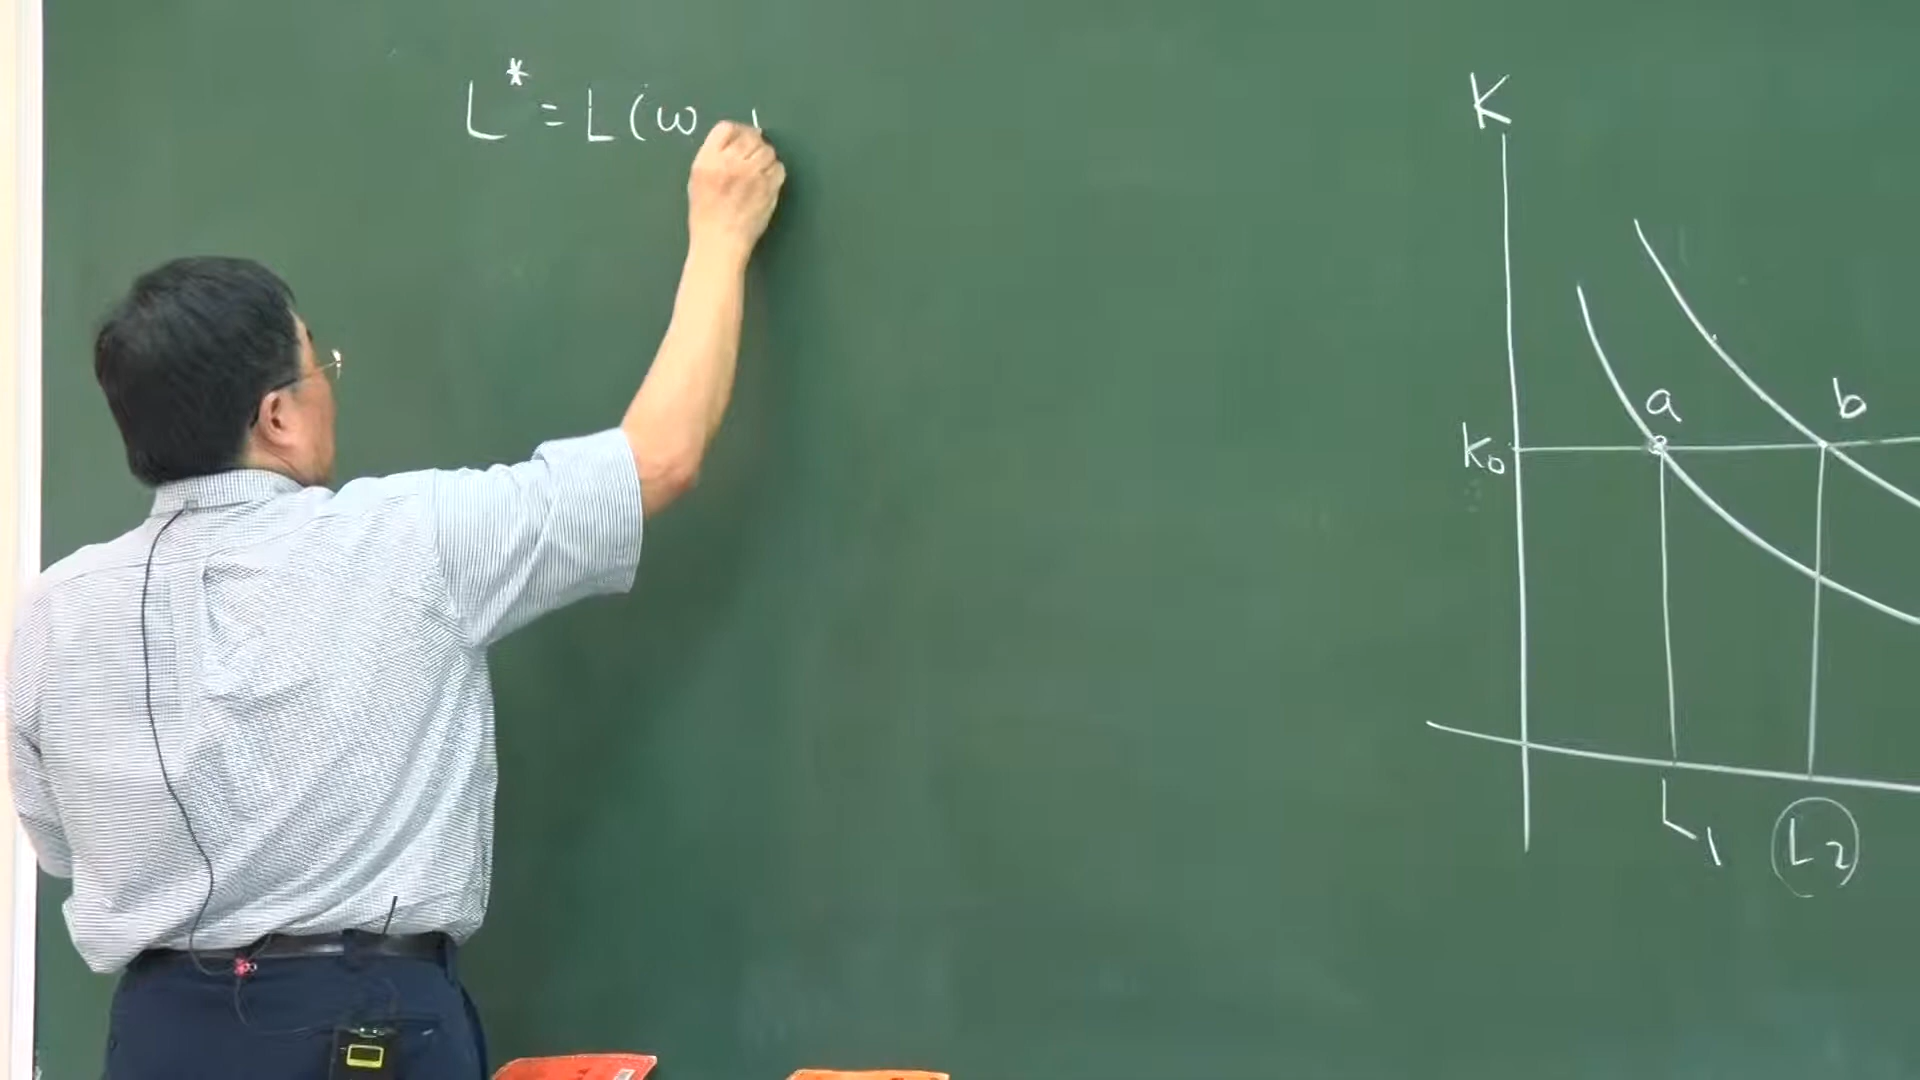 L* = L(w,
K
a
b
K₀
L₁
L₂